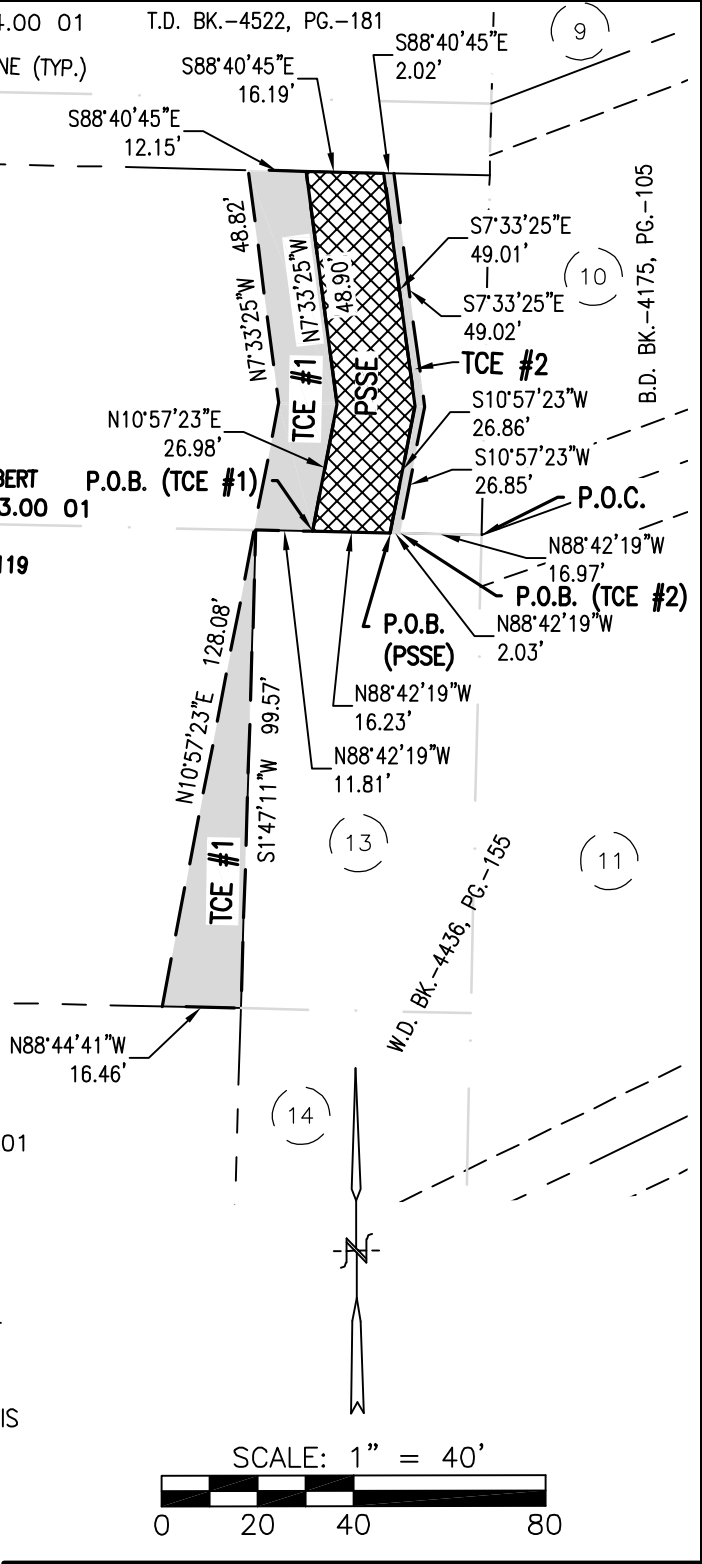 4.00 01
T.D. BK.-4522, PG.-181
NE (TYP.)
9
S88°40'45"E
2.02'
S88°40'45"E
16.19'
S88°40'45"E
12.15'
B.D. BK.-4175, PG.-105
N7°33'25"W 48.82'
N7°33'25"W
48.90'
S7°33'25"E
49.01'
10
S7°33'25"E
49.02'
TCE #1
PSSE
TCE #2
N10°57'23"E
26.98'
S10°57'23"W
26.86'
S10°57'23"W
26.85'
BERT
P.O.B. (TCE #1)
3.00 01
P.O.C.
119
N88°42'19"W
16.97'
P.O.B. (TCE #2)
P.O.B.
(PSSE)
N88°42'19"W
2.03'
N88°42'19"W
16.23'
N88°42'19"W
11.81'
N10°57'23"E 128.08'
S1°47'11"W 99.57'
TCE #1
13
11
W.D. BK.-4436, PG.-155
N88°44'41"W
16.46'
14
01
N
IS
SCALE: 1" = 40'
0 20 40 80